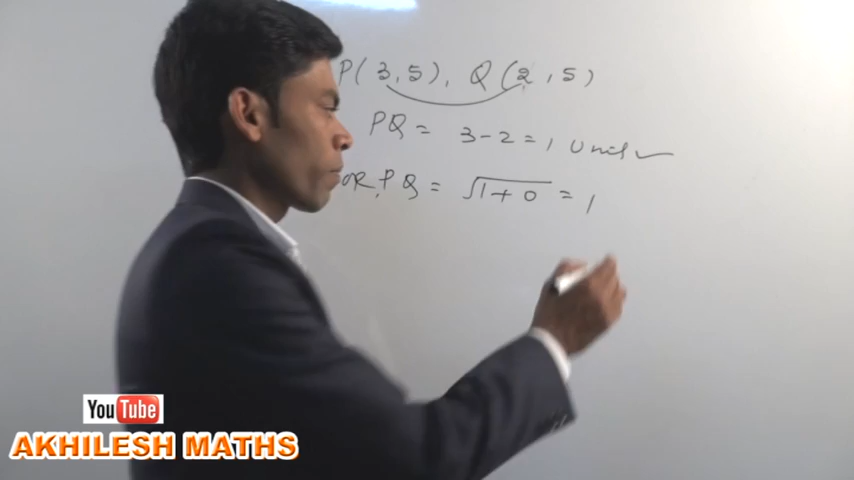 P(3,5), Q(2,5)
PQ = 3-2 = 1 Unit
OR, PQ = √1+0 = 1
YouTube
AKHILESH MATHS